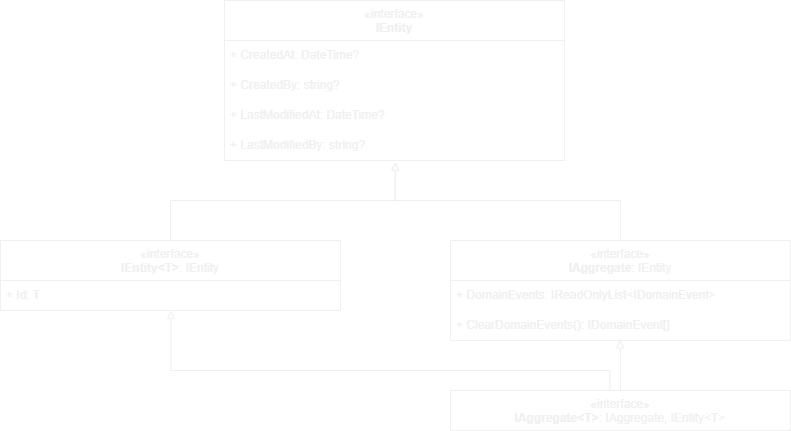 «interface»
IEntity
+ CreatedAt: DateTime?
+ CreatedBy: string?
+ LastModifiedAt: DateTime?
+ LastModifiedBy: string?
«interface»
IEntity<T>: IEntity
+ Id: T
«interface»
IAggregate: IEntity
+ DomainEvents: IReadOnlyList<IDomainEvent>
+ ClearDomainEvents(): IDomainEvent[]
«interface»
IAggregate<T>: IAggregate, IEntity<T>